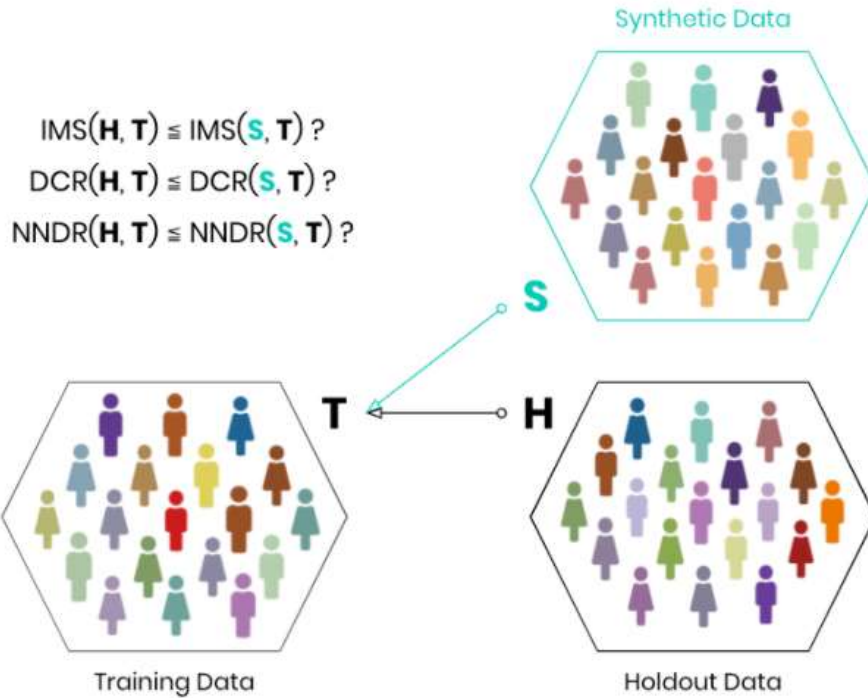 Synthetic Data
IMS(H, T) ≦ IMS(S, T) ?
DCR(H, T) ≦ DCR(S, T) ?
NNDR(H, T) ≦ NNDR(S, T) ?
S
T
H
Training Data
Holdout Data